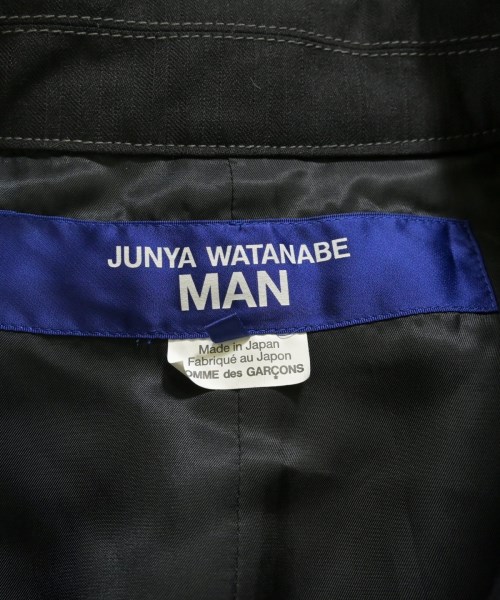 JUNYA WATANABE
MAN
Made in Japan
Fabriqué au Japon
OMME des GARÇONS